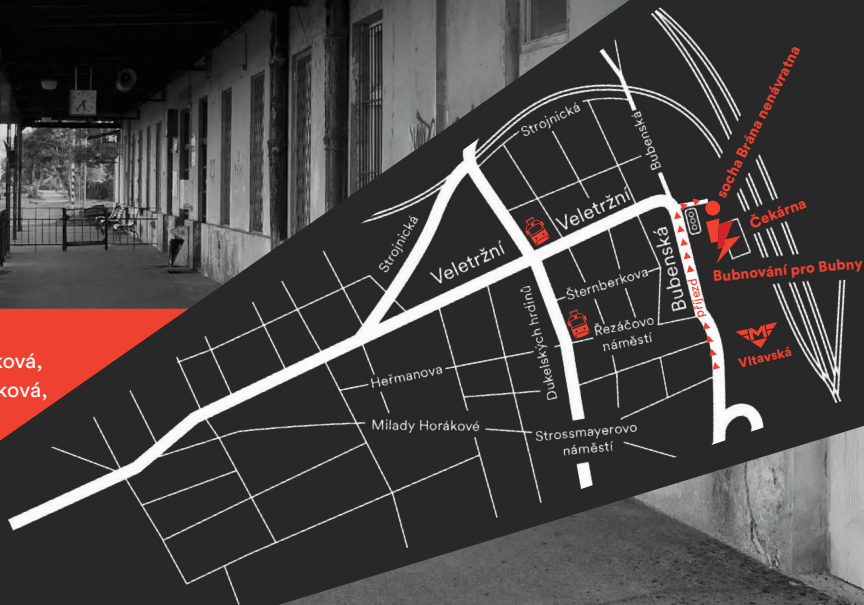 ková,
ková,
Strojnická
Bubenská
socha Brána nenávratna
Strojnická
Veletržní
Veletržní
Čekárna
Bubenská
Bubnování pro Bubny
příjezd
Šternberkova
Dukelských hrdinů
Řezáčovo
náměstí
Vltavská
Heřmanova
Milady Horákové
Strossmayerovo
náměstí